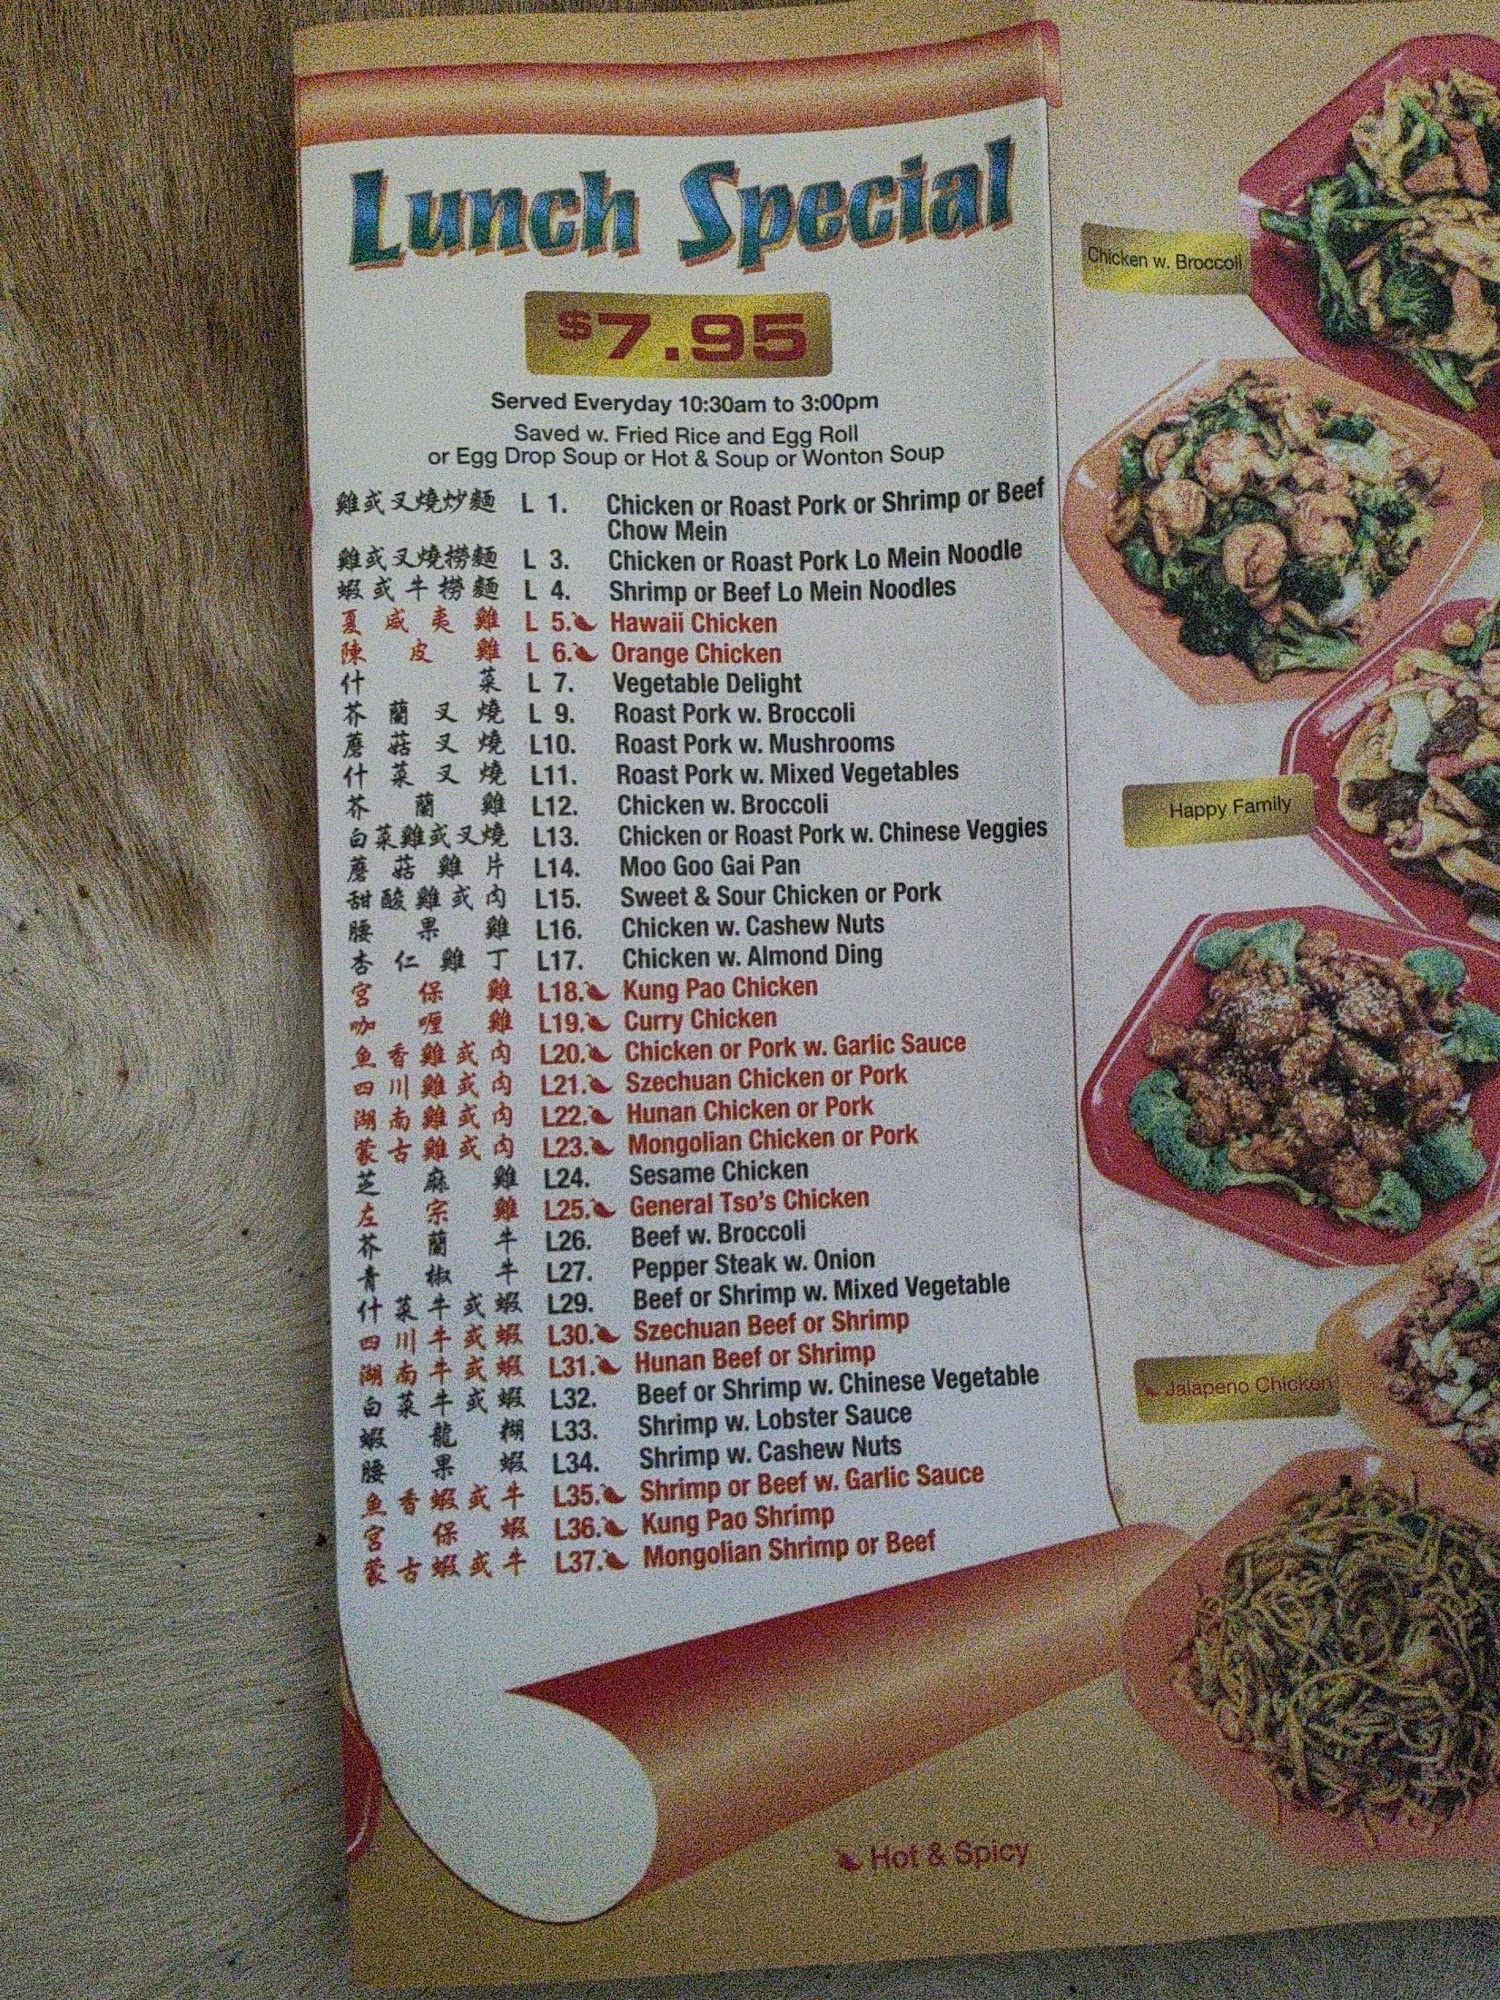 Lunch Special
$7.95
Served Everyday 10:30am to 3:00pm
Saved w. Fried Rice and Egg Roll
or Egg Drop Soup or Hot & Soup or Wonton Soup
雞或叉燒炒麵 L 1. Chicken or Roast Pork or Shrimp or Beef
Chow Mein
雞或叉燒撈麵 L 3. Chicken or Roast Pork Lo Mein Noodle
蝦或牛撈麵 L 4. Shrimp or Beef Lo Mein Noodles
夏威夷雞 L 5. Hawaii Chicken
陳皮雞 L 6. Orange Chicken
什菜 L 7. Vegetable Delight
芥蘭叉燒 L 9. Roast Pork w. Broccoli
蘑菇叉燒 L10. Roast Pork w. Mushrooms
什菜叉燒 L11. Roast Pork w. Mixed Vegetables
芥蘭雞 L12. Chicken w. Broccoli
白菜雞或叉燒 L13. Chicken or Roast Pork w. Chinese Veggies
蘑菇雞片 L14. Moo Goo Gai Pan
甜酸雞或肉 L15. Sweet & Sour Chicken or Pork
腰果雞 L16. Chicken w. Cashew Nuts
杏仁雞丁 L17. Chicken w. Almond Ding
宮保雞 L18. Kung Pao Chicken
咖喱雞 L19. Curry Chicken
魚香雞或肉 L20. Chicken or Pork w. Garlic Sauce
四川雞或肉 L21. Szechuan Chicken or Pork
湖南雞或肉 L22. Hunan Chicken or Pork
蒙古雞或肉 L23. Mongolian Chicken or Pork
芝麻雞 L24. Sesame Chicken
左宗雞 L25. General Tso's Chicken
芥蘭牛 L26. Beef w. Broccoli
青椒牛 L27. Pepper Steak w. Onion
什菜牛或蝦 L29. Beef or Shrimp w. Mixed Vegetable
四川牛或蝦 L30. Szechuan Beef or Shrimp
湖南牛或蝦 L31. Hunan Beef or Shrimp
白菜牛或蝦 L32. Beef or Shrimp w. Chinese Vegetable
蝦龍糊 L33. Shrimp w. Lobster Sauce
腰果蝦 L34. Shrimp w. Cashew Nuts
魚香蝦或牛 L35. Shrimp or Beef w. Garlic Sauce
宮保蝦 L36. Kung Pao Shrimp
蒙古蝦或牛 L37. Mongolian Shrimp or Beef
Hot & Spicy
Chicken w. Broccoli
Happy Family
Jalapeno Chicken